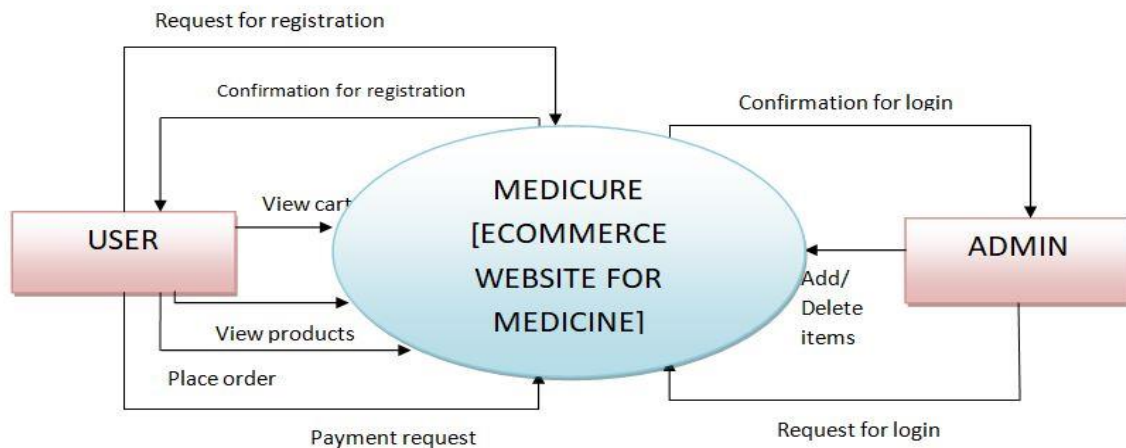 Request for registration
Confirmation for registration
Confirmation for login
View cart
USER
MEDICURE
[ECOMMERCE
WEBSITE FOR
MEDICINE]
ADMIN
Add/
Delete
items
View products
Place order
Payment request
Request for login